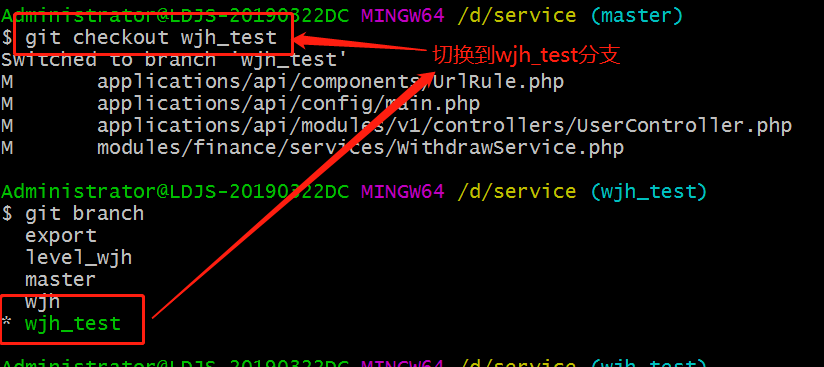 Administrator@LDJS-20190322DC MINGW64 /d/service (master)
$ git checkout wjh_test
切换到wjh_test分支
Switched to branch 'wjh_test'
M       applications/api/components/UrlRule.php
M       applications/api/config/main.php
M       applications/api/modules/v1/controllers/UserController.php
M       modules/finance/services/WithdrawService.php
Administrator@LDJS-20190322DC MINGW64 /d/service (wjh_test)
$ git branch
  export
  level_wjh
  master
  wjh
* wjh_test
Administrator@LDJS-20190322DC MINGW64 /d/service (wjh_test)